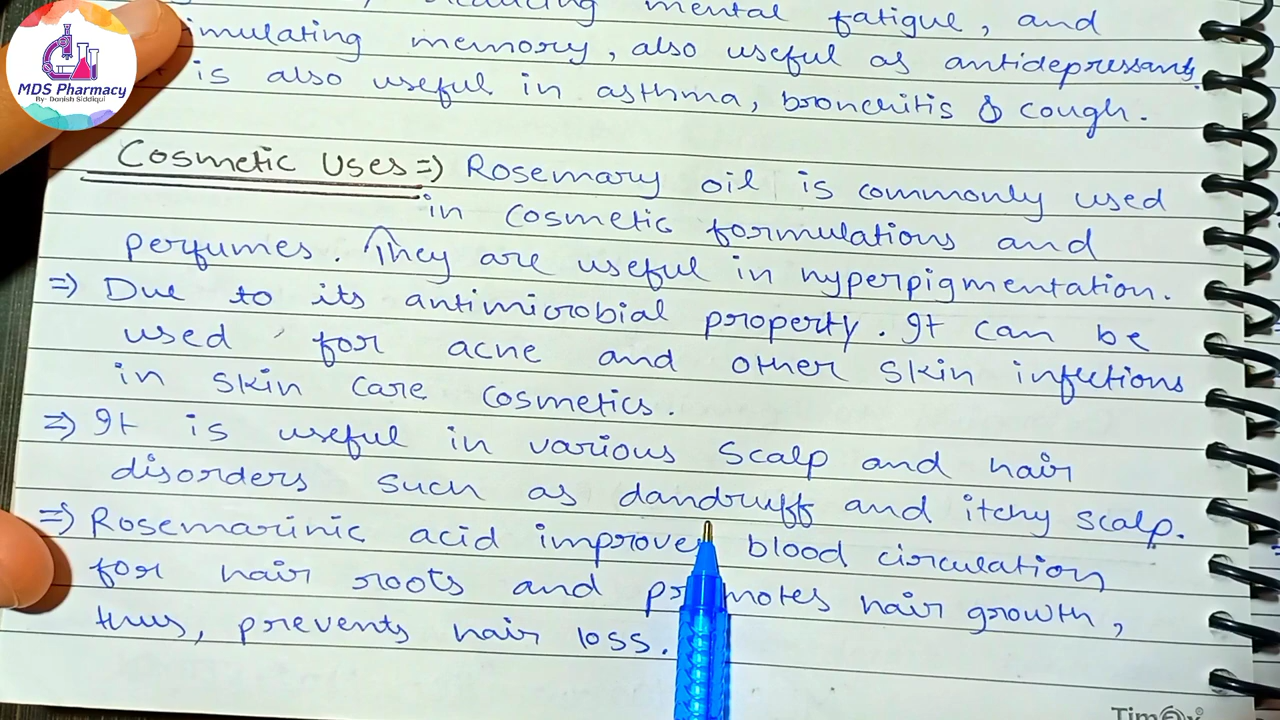 mental fatigue, and
memory, also useful as antidepressants.
is also useful in asthma, bronchitis & cough.
MDS Pharmacy
By- Danish Siddiqui
Cosmetic Uses => Rosemary oil is commonly used
in cosmetic formulations and
perfumes. They are useful in hyperpigmentation.
=> Due to its antimicrobial property. It can be
used for acne and other skin infections
in skin care cosmetics.
=> It is useful in various scalp and hair
disorders such as dandruff and itchy scalp.
=> Rosemarinic acid improves blood circulation
for hair roots and promotes hair growth,
thus, prevents hair loss.